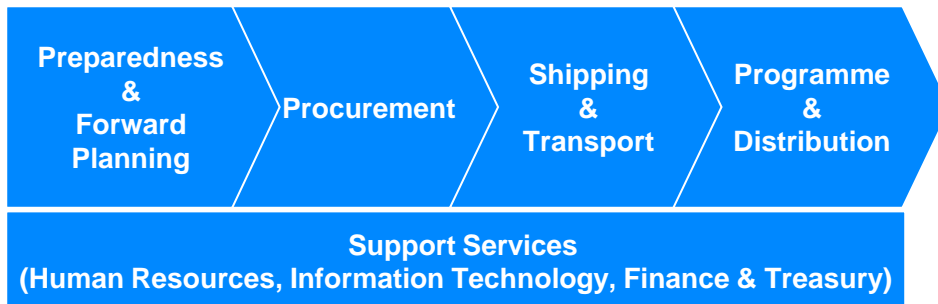 Preparedness
&
Forward
Planning
Procurement
Shipping
&
Transport
Programme
&
Distribution
Support Services
(Human Resources, Information Technology, Finance & Treasury)